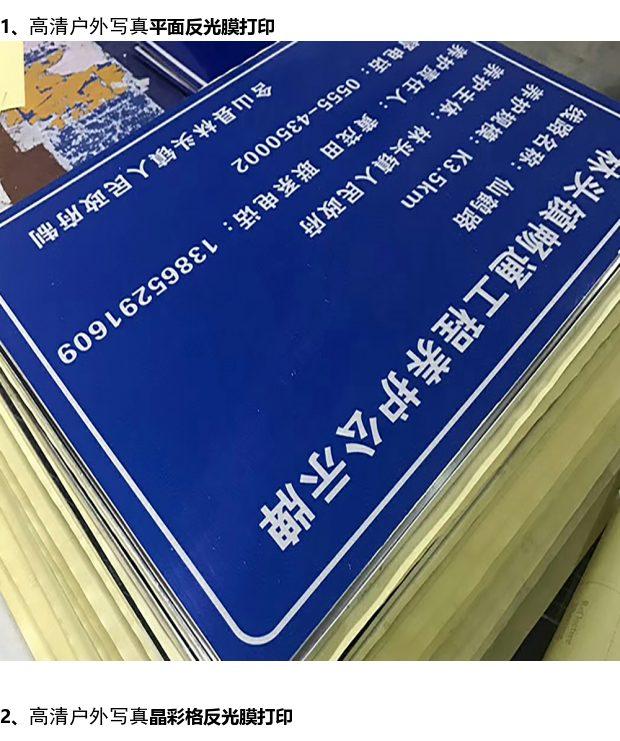 1、高清户外写真平面反光膜打印
林头镇畅通工程养护公示牌
线路名称：仙鹤路
养护规模：K3.5km
养护主体：林头镇人民政府
养护责任人：黄茂田 联系电话：13865291609
电话：0555-4350002
含山县林头镇人民政府制
2、高清户外写真晶彩格反光膜打印